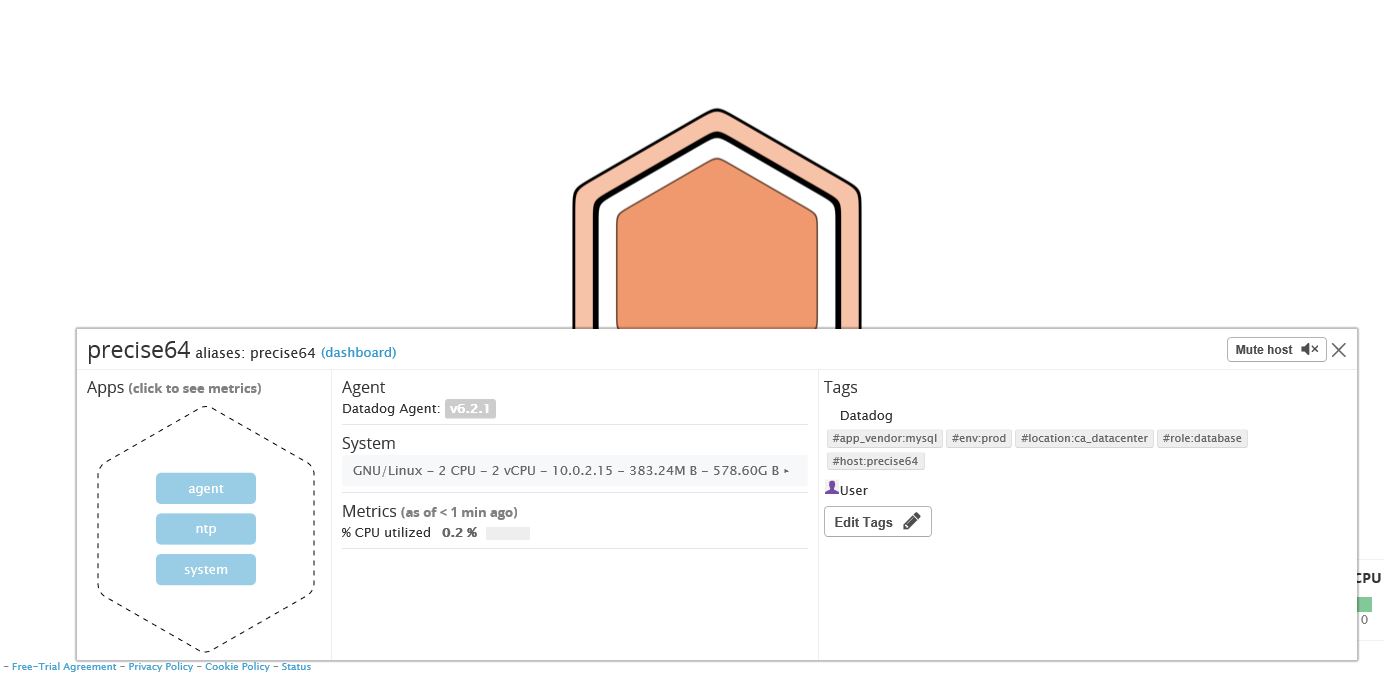 precise64 aliases: precise64 (dashboard)
Mute host
Apps (click to see metrics)
agent
ntp
system
Agent
Datadog Agent: v6.2.1
System
GNU/Linux – 2 CPU – 2 vCPU – 10.0.2.15 – 383.24M B – 578.60G B ▸
Metrics (as of < 1 min ago)
% CPU utilized 0.2 %
Tags
Datadog
#app_vendor:mysql #env:prod #location:ca_datacenter #role:database
#host:precise64
User
Edit Tags
CPU
0
– Free-Trial Agreement – Privacy Policy – Cookie Policy – Status